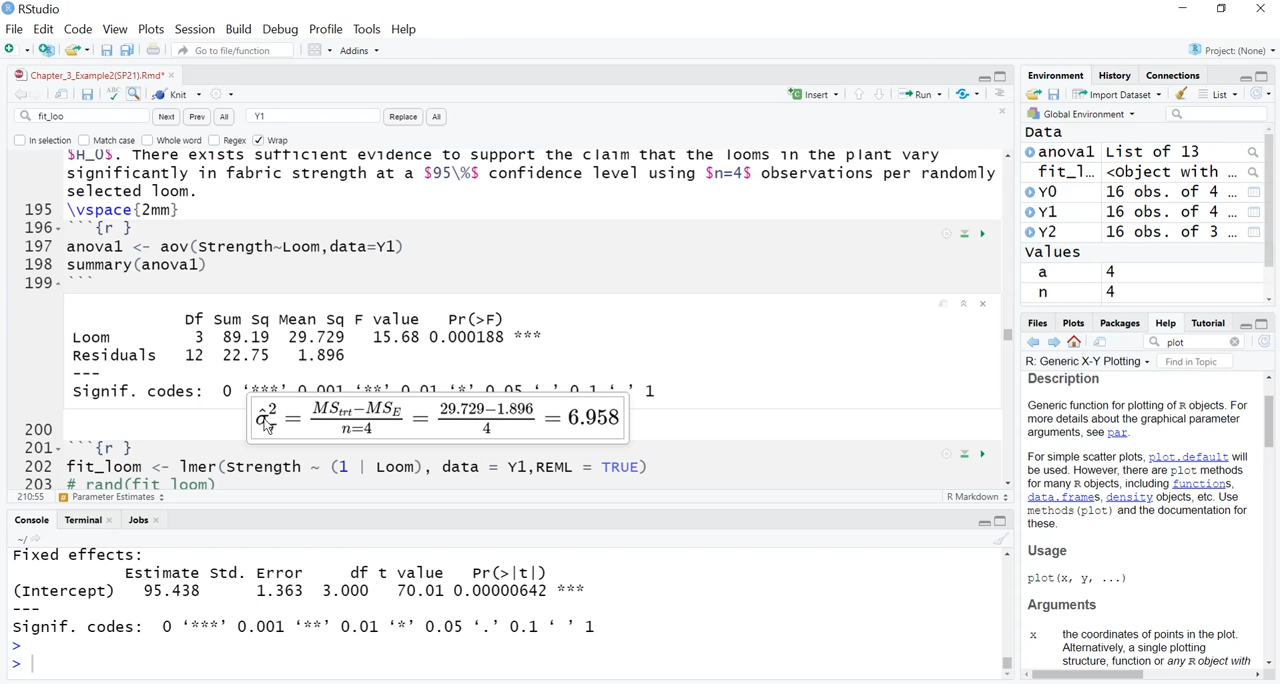 RStudio
File Edit Code View Plots Session Build Debug Profile Tools Help
Go to file/function Addins Project: (None)
Chapter_3_Example2(SP21).Rmd*
ABC Knit Insert Run
fit_loo Next Prev All Y1 Replace All
In selection Match case Whole word Regex Wrap
$H_0$. There exists sufficient evidence to support the claim that the looms in the plant vary
significantly in fabric strength at a $95\%$ confidence level using $n=4$ observations per randomly
selected loom.
195 \vspace{2mm}
196 ```{r }
197 anova1 <- aov(Strength~Loom,data=Y1)
198 summary(anova1)
199 ```
Df Sum Sq Mean Sq F value Pr(>F)
Loom 3 89.19 29.729 15.68 0.000188 ***
Residuals 12 22.75 1.896
---
Signif. codes: 0 ‘***’ 0.001 ‘**’ 0.01 ‘*’ 0.05 ‘.’ 0.1 ‘ ’ 1
σ̂²_τ = (MS_trt−MS_E)/(n=4) = (29.729−1.896)/4 = 6.958
200
201 ```{r }
202 fit_loom <- lmer(Strength ~ (1 | Loom), data = Y1,REML = TRUE)
203 # rand(fit_loom)
210:55 # Parameter Estimates R Markdown
Console Terminal Jobs
~/
Fixed effects:
Estimate Std. Error df t value Pr(>|t|)
(Intercept) 95.438 1.363 3.000 70.01 0.00000642 ***
---
Signif. codes: 0 ‘***’ 0.001 ‘**’ 0.01 ‘*’ 0.05 ‘.’ 0.1 ‘ ’ 1
>
>
Environment History Connections
Import Dataset List
Global Environment
Data
anova1 List of 13
fit_l… <Object with …
Y0 16 obs. of 4 …
Y1 16 obs. of 4 …
Y2 16 obs. of 3 …
Values
a 4
n 4
Files Plots Packages Help Tutorial
plot
R: Generic X-Y Plotting Find in Topic
Description
Generic function for plotting of R objects. For
more details about the graphical parameter
arguments, see par.
For simple scatter plots, plot.default will
be used. However, there are plot methods
for many R objects, including functions,
data.frames, density objects, etc. Use
methods(plot) and the documentation for
these.
Usage
plot(x, y, ...)
Arguments
x the coordinates of points in the plot.
Alternatively, a single plotting
structure, function or any R object with